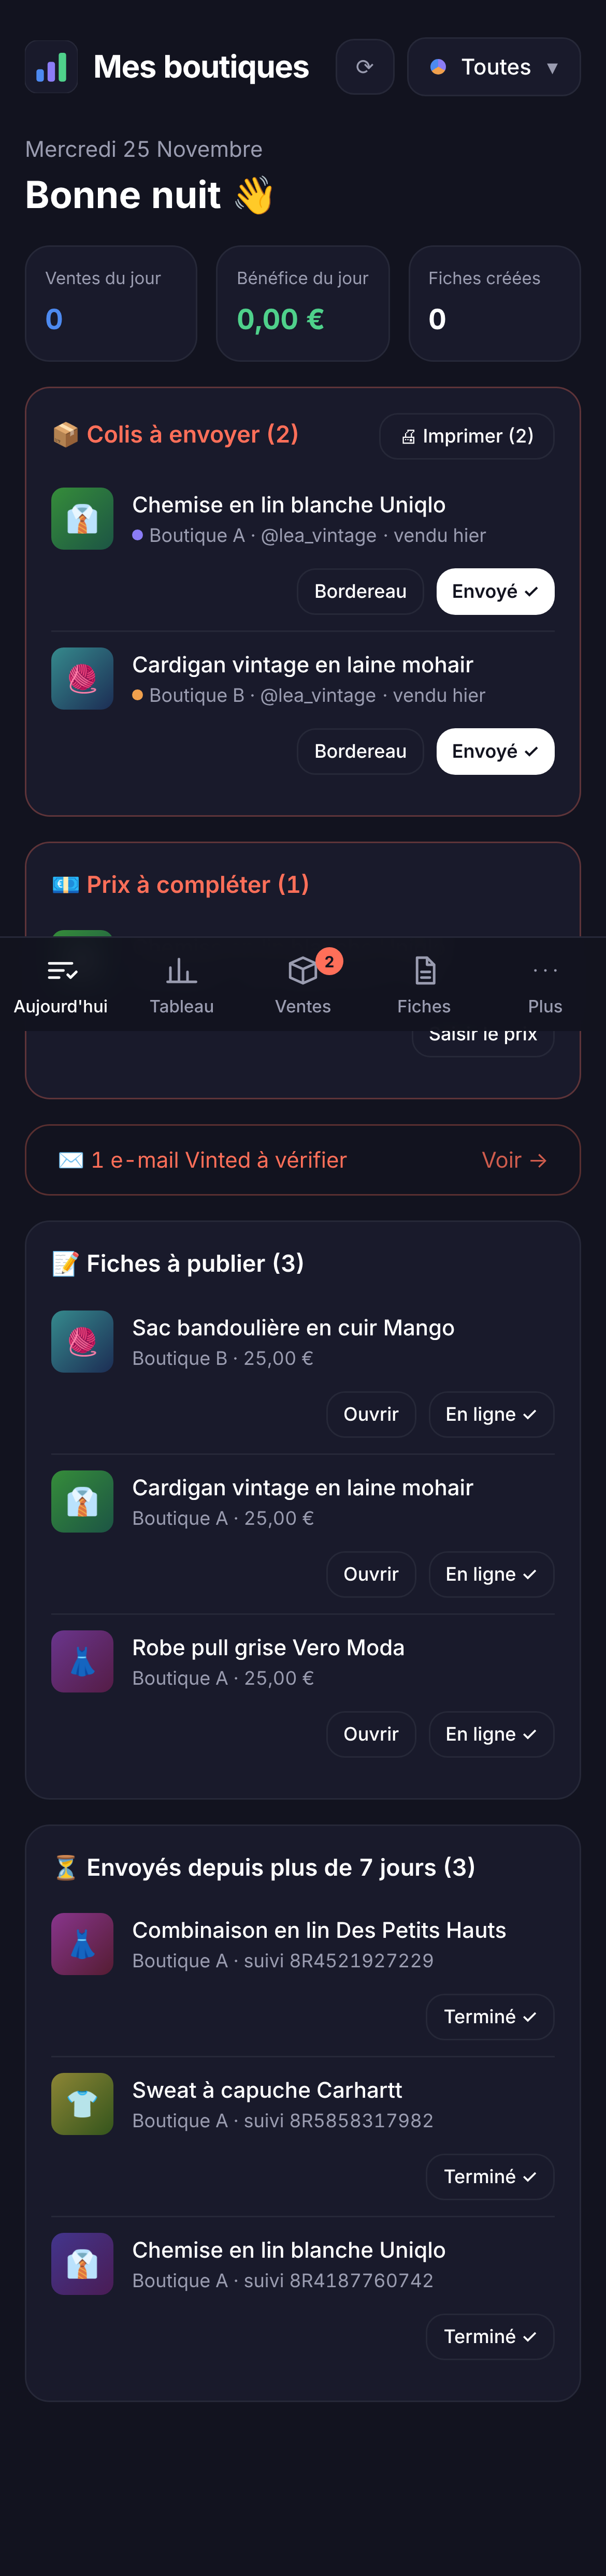 Mes boutiques
Toutes ▾
Mercredi 25 Novembre
Bonne nuit 👋
Ventes du jour
0
Bénéfice du jour
0,00 €
Fiches créées
0
📦 Colis à envoyer (2)
🖨 Imprimer (2)
Chemise en lin blanche Uniqlo
Boutique A · @lea_vintage · vendu hier
Bordereau
Envoyé ✓
Cardigan vintage en laine mohair
Boutique B · @lea_vintage · vendu hier
Bordereau
Envoyé ✓
💶 Prix à compléter (1)
Aujourd'hui
Tableau
2
Ventes
Fiches
Plus
Saisir le prix
✉️ 1 e-mail Vinted à vérifier
Voir →
📝 Fiches à publier (3)
Sac bandoulière en cuir Mango
Boutique B · 25,00 €
Ouvrir
En ligne ✓
Cardigan vintage en laine mohair
Boutique A · 25,00 €
Ouvrir
En ligne ✓
Robe pull grise Vero Moda
Boutique A · 25,00 €
Ouvrir
En ligne ✓
⏳ Envoyés depuis plus de 7 jours (3)
Combinaison en lin Des Petits Hauts
Boutique A · suivi 8R4521927229
Terminé ✓
Sweat à capuche Carhartt
Boutique A · suivi 8R5858317982
Terminé ✓
Chemise en lin blanche Uniqlo
Boutique A · suivi 8R4187760742
Terminé ✓